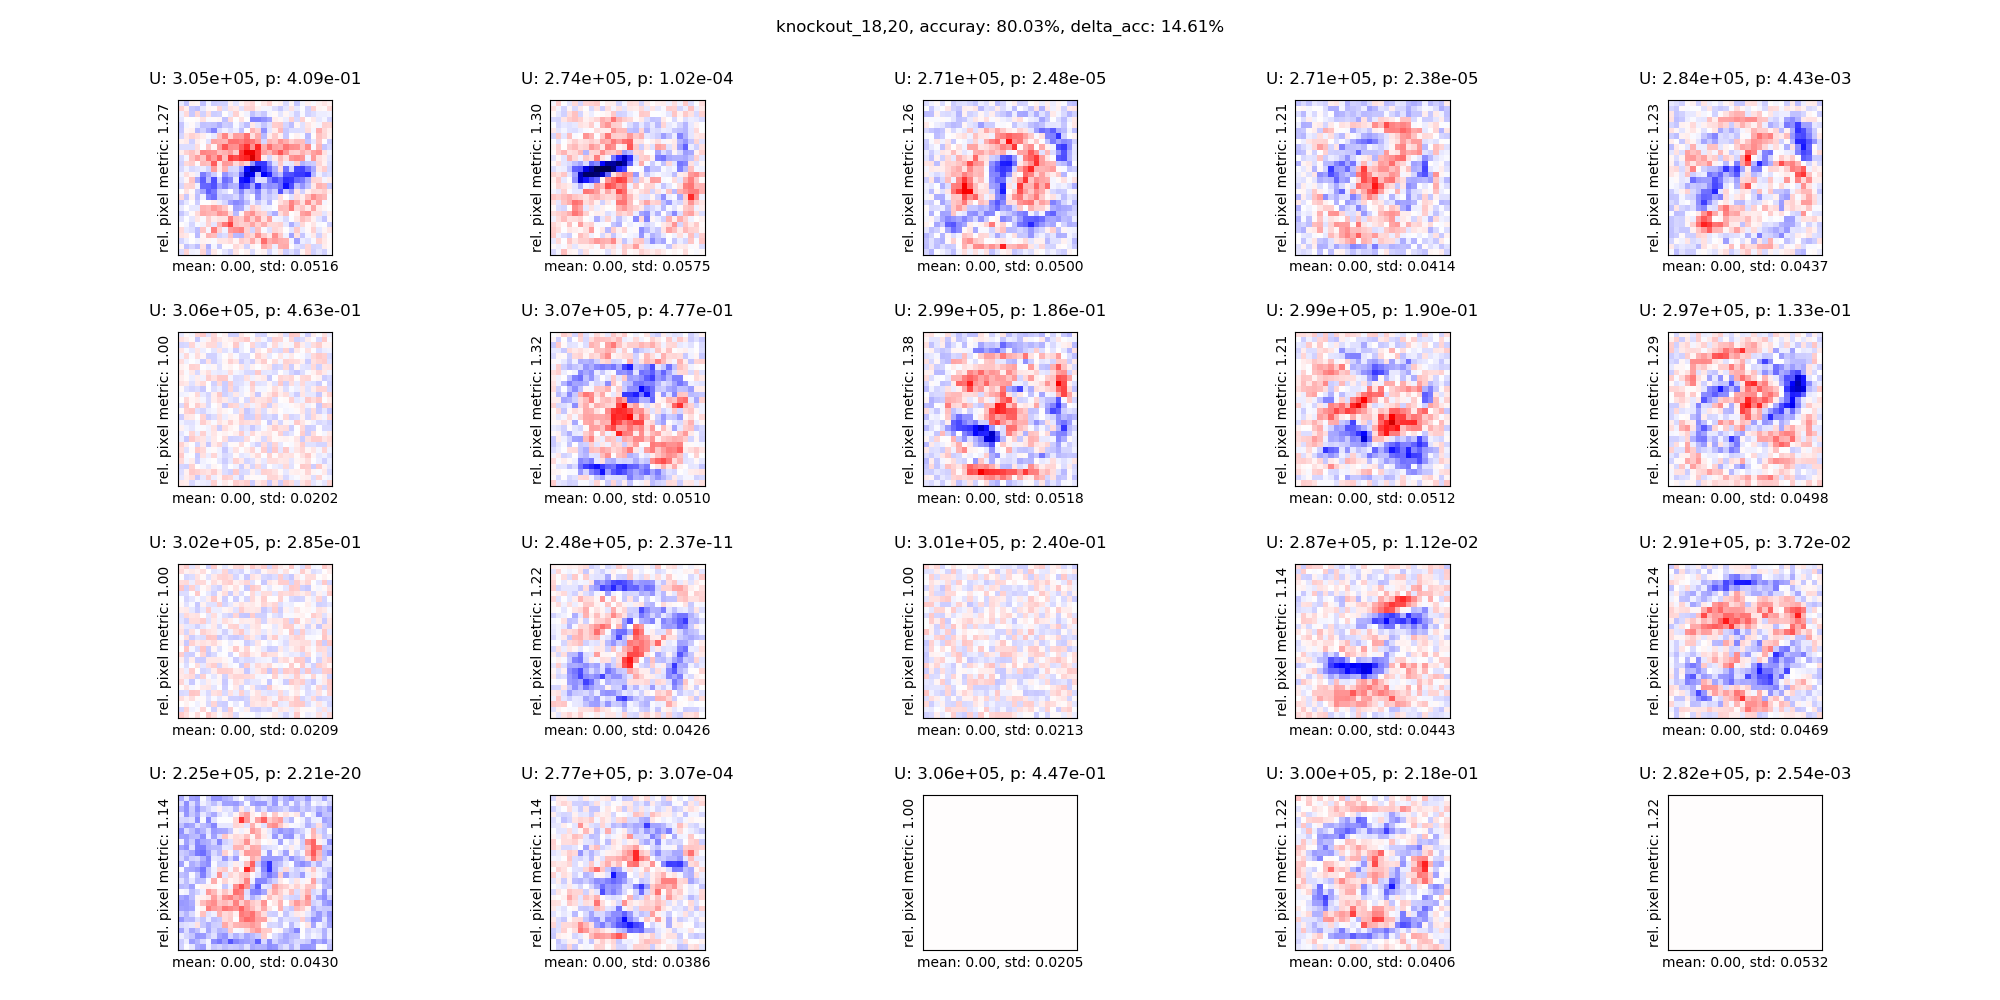 knockout_18,20, accuray: 80.03%, delta_acc: 14.61%
U: 3.05e+05, p: 4.09e-01
rel. pixel metric: 1.27
mean: 0.00, std: 0.0516
U: 2.74e+05, p: 1.02e-04
rel. pixel metric: 1.30
mean: 0.00, std: 0.0575
U: 2.71e+05, p: 2.48e-05
rel. pixel metric: 1.26
mean: 0.00, std: 0.0500
U: 2.71e+05, p: 2.38e-05
rel. pixel metric: 1.21
mean: 0.00, std: 0.0414
U: 2.84e+05, p: 4.43e-03
rel. pixel metric: 1.23
mean: 0.00, std: 0.0437
U: 3.06e+05, p: 4.63e-01
rel. pixel metric: 1.00
mean: 0.00, std: 0.0202
U: 3.07e+05, p: 4.77e-01
rel. pixel metric: 1.32
mean: 0.00, std: 0.0510
U: 2.99e+05, p: 1.86e-01
rel. pixel metric: 1.38
mean: 0.00, std: 0.0518
U: 2.99e+05, p: 1.90e-01
rel. pixel metric: 1.21
mean: 0.00, std: 0.0512
U: 2.97e+05, p: 1.33e-01
rel. pixel metric: 1.29
mean: 0.00, std: 0.0498
U: 3.02e+05, p: 2.85e-01
rel. pixel metric: 1.00
mean: 0.00, std: 0.0209
U: 2.48e+05, p: 2.37e-11
rel. pixel metric: 1.22
mean: 0.00, std: 0.0426
U: 3.01e+05, p: 2.40e-01
rel. pixel metric: 1.00
mean: 0.00, std: 0.0213
U: 2.87e+05, p: 1.12e-02
rel. pixel metric: 1.14
mean: 0.00, std: 0.0443
U: 2.91e+05, p: 3.72e-02
rel. pixel metric: 1.24
mean: 0.00, std: 0.0469
U: 2.25e+05, p: 2.21e-20
rel. pixel metric: 1.14
mean: 0.00, std: 0.0430
U: 2.77e+05, p: 3.07e-04
rel. pixel metric: 1.14
mean: 0.00, std: 0.0386
U: 3.06e+05, p: 4.47e-01
rel. pixel metric: 1.00
mean: 0.00, std: 0.0205
U: 3.00e+05, p: 2.18e-01
rel. pixel metric: 1.22
mean: 0.00, std: 0.0406
U: 2.82e+05, p: 2.54e-03
rel. pixel metric: 1.22
mean: 0.00, std: 0.0532